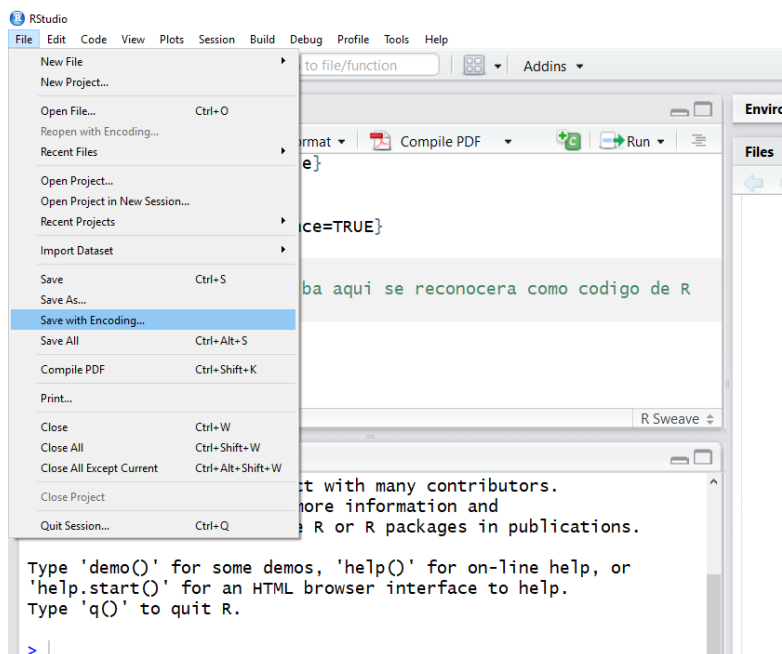 RStudio
File Edit Code View Plots Session Build Debug Profile Tools Help
to file/function Addins
New File
New Project...
Open File... Ctrl+O
Reopen with Encoding...
Recent Files
Open Project...
Open Project in New Session...
Recent Projects
Import Dataset
Save Ctrl+S
Save As...
Save with Encoding...
Save All Ctrl+Alt+S
Compile PDF Ctrl+Shift+K
Print...
Close Ctrl+W
Close All Ctrl+Shift+W
Close All Except Current Ctrl+Alt+Shift+W
Close Project
Quit Session... Ctrl+Q
Compile PDF Run
e}
ce=TRUE}
ba aqui se reconocera como codigo de R
R Sweave
Files
ct with many contributors.
more information and
R or R packages in publications.
Type 'demo()' for some demos, 'help()' for on-line help, or
'help.start()' for an HTML browser interface to help.
Type 'q()' to quit R.
>